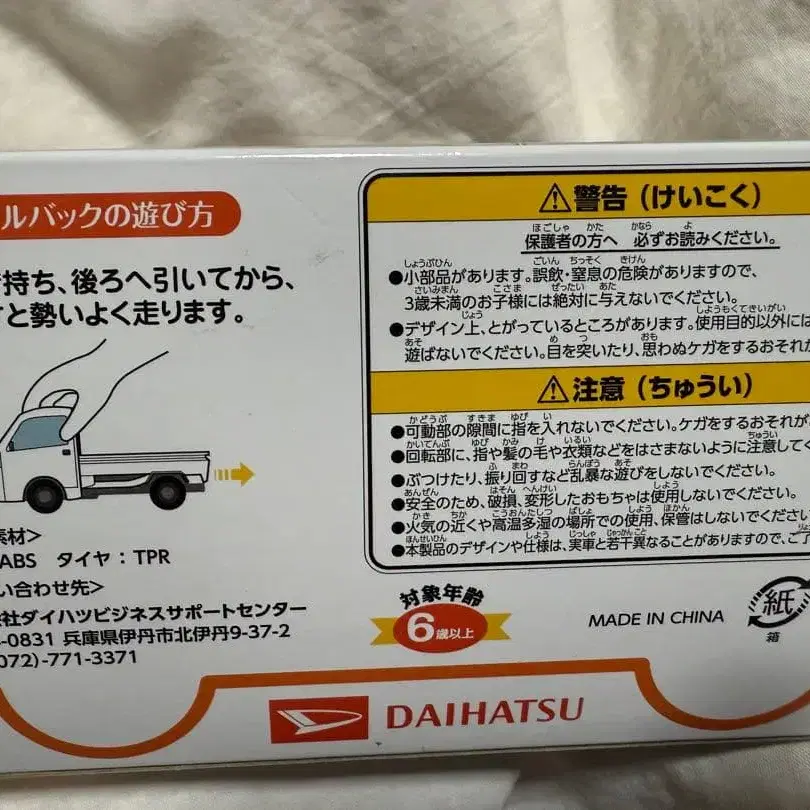 ルバックの遊び方
持ち、後ろへ引いてから、
すと勢いよく走ります。
素材>
ABS タイヤ：TPR
い合わせ先>
社ダイハツビジネスサポートセンター
-0831 兵庫県伊丹市北伊丹9-37-2
072)-771-3371
警告（けいこく）
保護者の方へ 必ずお読みください。
●小部品があります。誤飲・窒息の危険がありますので、
3歳未満のお子様には絶対に与えないでください。
●デザイン上、とがっているところがあります。使用目的以外には
遊ばないでください。目を突いたり、思わぬケガをするおそれが
注意（ちゅうい）
●可動部の隙間に指を入れないでください。ケガをするおそれが
●回転部に、指や髪の毛や衣類などをはさまないように注意してく
●ぶつけたり、振り回すなど乱暴な遊びをしないでください。
●安全のため、破損、変形したおもちゃは使用しないでください。
●火気の近くや高温多湿の場所での使用、保管はしないでください
●本製品のデザインや仕様は、実車と若干異なることがありますので、ご了
対象年齢
6歳以上
MADE IN CHINA
紙
箱
DAIHATSU